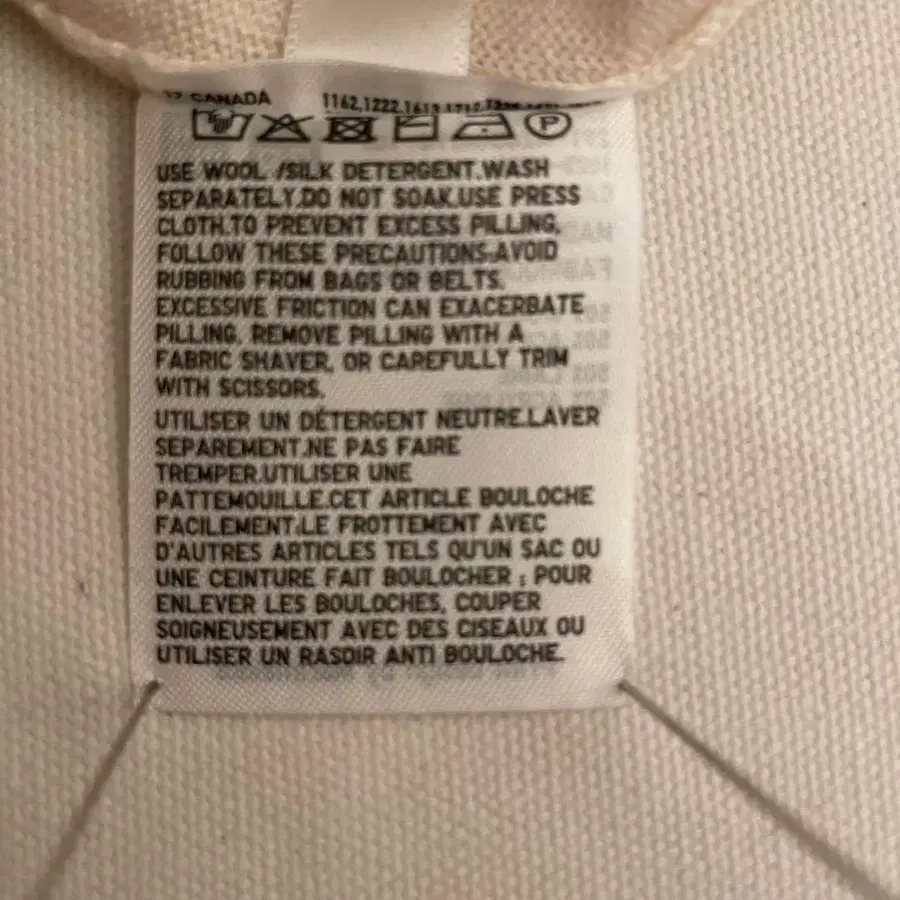 CANADA
USE WOOL /SILK DETERGENT.WASH
SEPARATELY.DO NOT SOAK.USE PRESS
CLOTH.TO PREVENT EXCESS PILLING,
FOLLOW THESE PRECAUTIONS:AVOID
RUBBING FROM BAGS OR BELTS.
EXCESSIVE FRICTION CAN EXACERBATE
PILLING. REMOVE PILLING WITH A
FABRIC SHAVER, OR CAREFULLY TRIM
WITH SCISSORS.
UTILISER UN DÉTERGENT NEUTRE.LAVER
SEPAREMENT.NE PAS FAIRE
TREMPER.UTILISER UNE
PATTEMOUILLE.CET ARTICLE BOULOCHE
FACILEMENT.LE FROTTEMENT AVEC
D'AUTRES ARTICLES TELS QU'UN SAC OU
UNE CEINTURE FAIT BOULOCHER ; POUR
ENLEVER LES BOULOCHES, COUPER
SOIGNEUSEMENT AVEC DES CISEAUX OU
UTILISER UN RASOIR ANTI BOULOCHE.